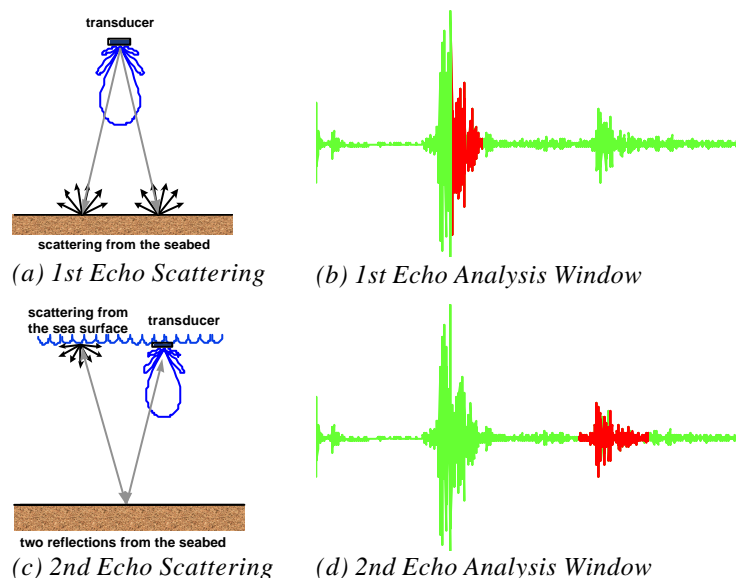 transducer
scattering from the seabed
(a) 1st Echo Scattering
(b) 1st Echo Analysis Window
scattering from
the sea surface
transducer
two reflections from the seabed
(c) 2nd Echo Scattering
(d) 2nd Echo Analysis Window